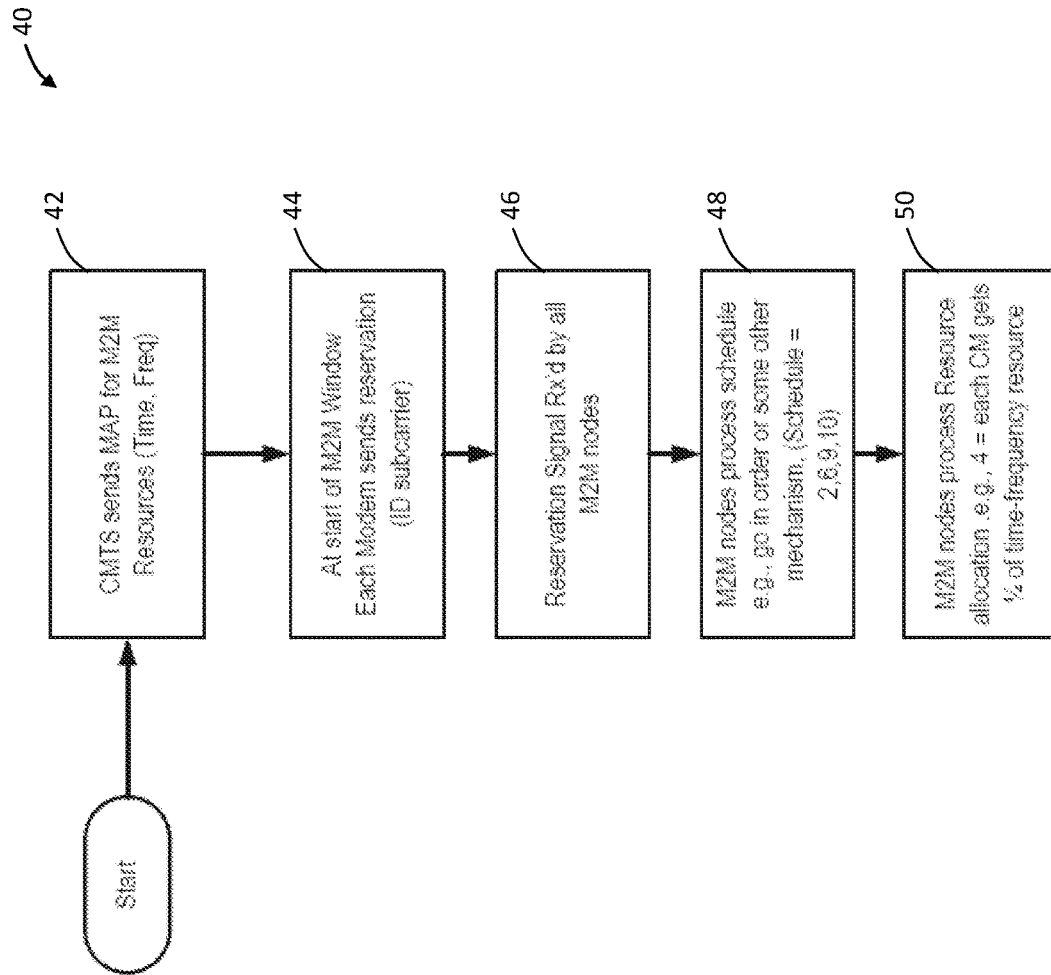 40
Start
42
CMTS sends MAP for M2M
Resources (Time, Freq)
44
At start of M2M Window
Each Modem sends reservation
(ID subcarrier)
46
Reservation Signal Rx'd by all
M2M nodes
48
M2M nodes process schedule
e.g., go in order or some other
mechanism, (Schedule =
2,6,9,10)
50
M2M nodes process Resource
allocation .e.g., 4 = each CM gets
¼ of time-frequency resource